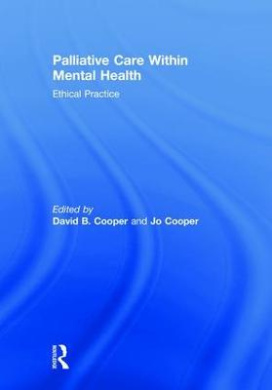 Palliative Care Within
Mental Health
Ethical Practice
Edited by
David B. Cooper and Jo Cooper
ROUTLEDGE